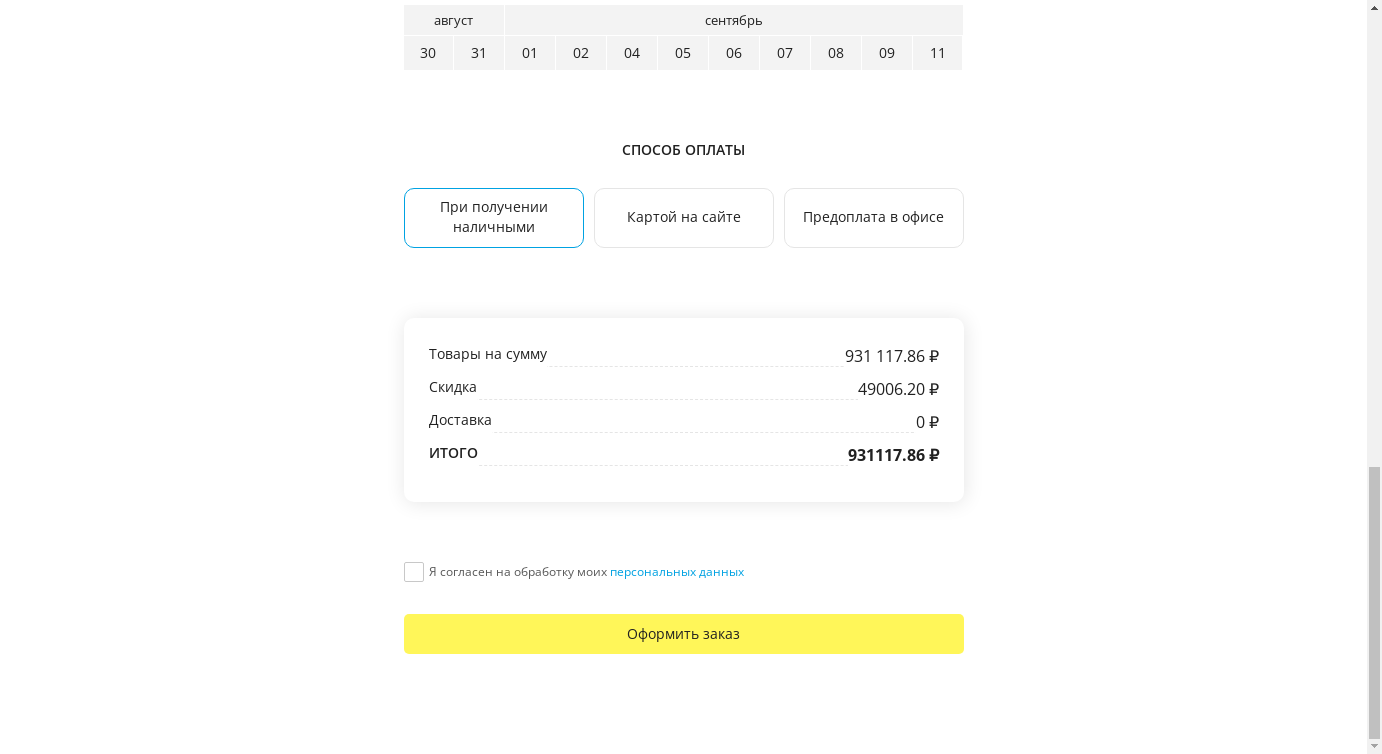 август сентябрь
30 31 01 02 04 05 06 07 08 09 11
СПОСОБ ОПЛАТЫ
При получении
наличными
Картой на сайте
Предоплата в офисе
Товары на сумму 931 117.86 ₽
Скидка 49006.20 ₽
Доставка 0 ₽
ИТОГО 931117.86 ₽
Я согласен на обработку моих персональных данных
Оформить заказ